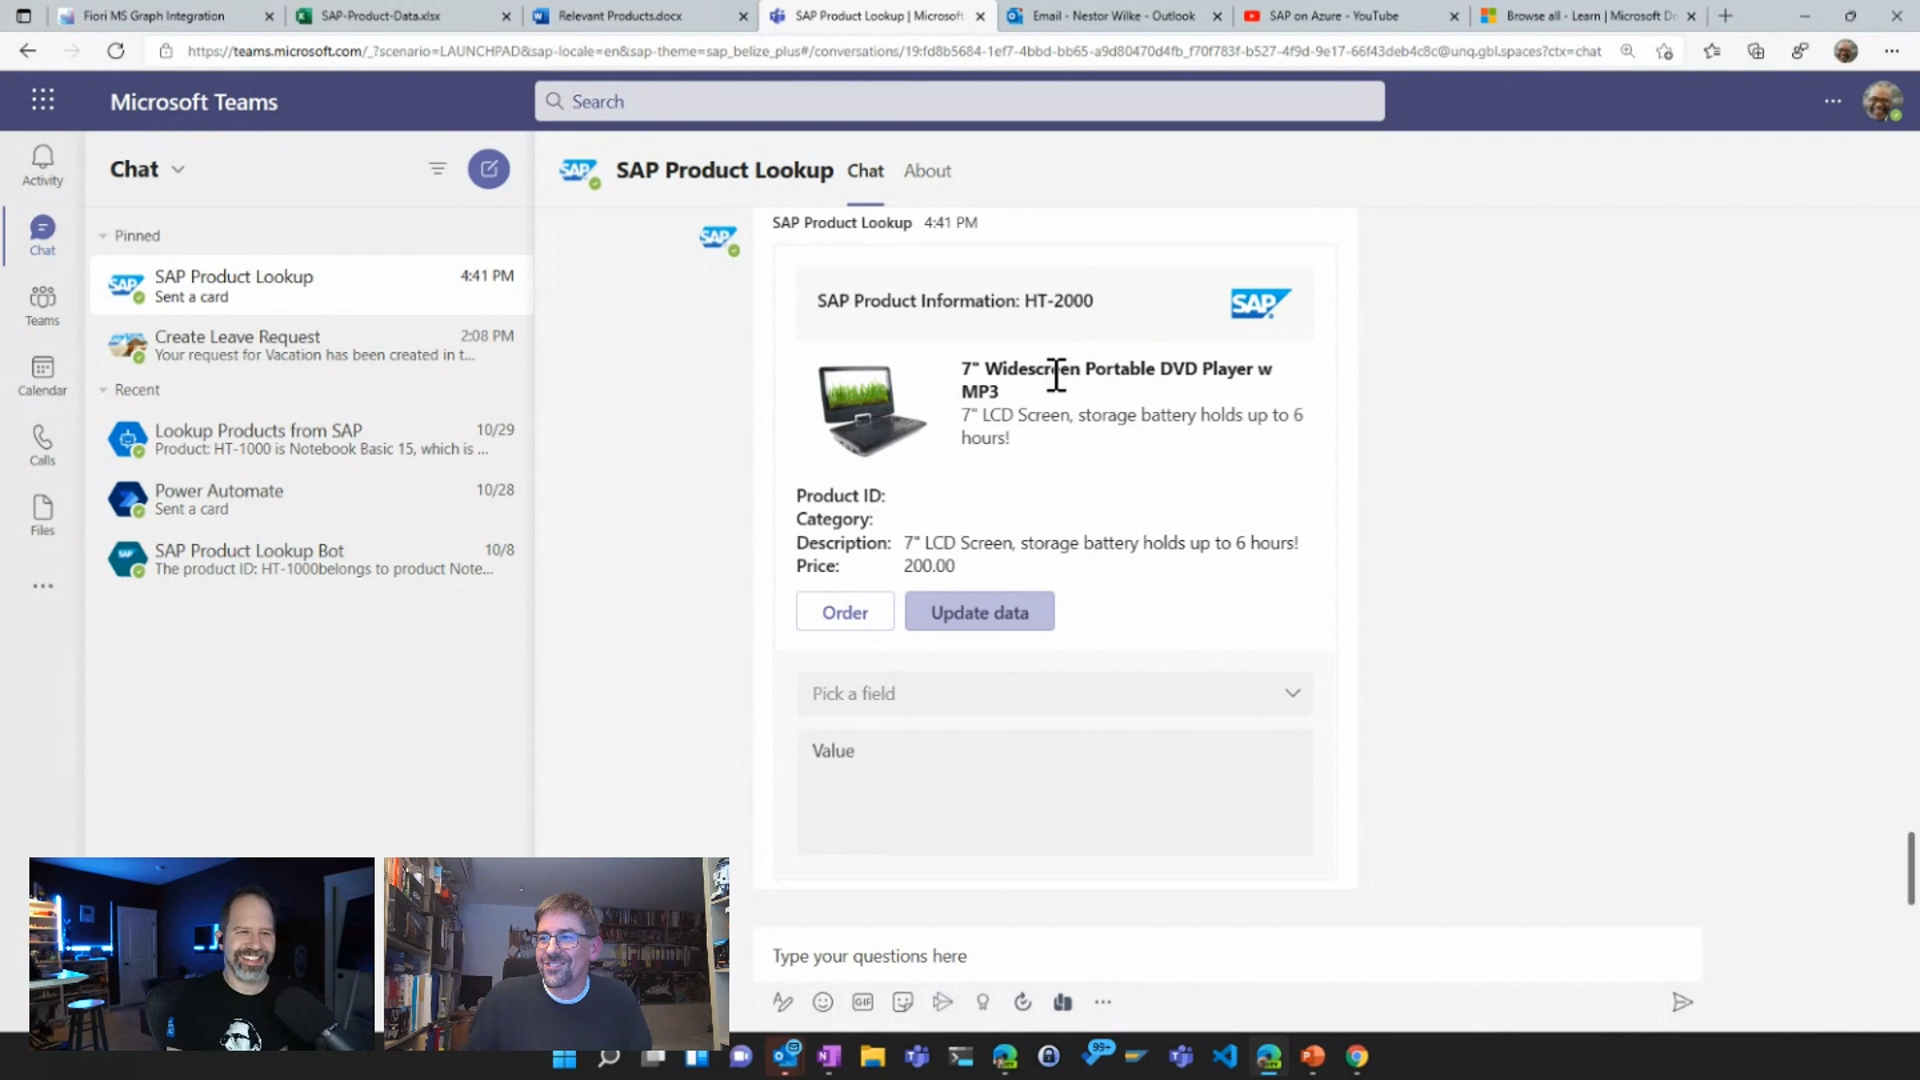 Fiori MS Graph Integration
SAP-Product-Data.xlsx
Relevant Products.docx
SAP Product Lookup | Microsoft
Email - Nestor Wilke - Outlook
SAP on Azure - YouTube
Browse all - Learn | Microsoft Do
https://teams.microsoft.com/_?scenario=LAUNCHPAD&sap-locale=en&sap-theme=sap_belize_plus#/conversations/19:fd8b5684-1ef7-4bbd-bb65-a9d80470d4fb_f70f783f-b527-4f9d-9e17-66f43deb4c8c@unq.gbl.spaces?ctx=chat
Microsoft Teams
Search
Activity
Chat
Teams
Calendar
Calls
Files
Chat
Pinned
SAP Product Lookup 4:41 PM
Sent a card
Create Leave Request 2:08 PM
Your request for Vacation has been created in t...
Recent
Lookup Products from SAP 10/29
Product: HT-1000 is Notebook Basic 15, which is ...
Power Automate 10/28
Sent a card
SAP Product Lookup Bot 10/8
The product ID: HT-1000belongs to product Note...
SAP
SAP Product Lookup Chat About
SAP Product Lookup 4:41 PM
SAP
SAP Product Information: HT-2000
SAP
7" Widescreen Portable DVD Player w
MP3
7" LCD Screen, storage battery holds up to 6
hours!
Product ID:
Category:
Description: 7" LCD Screen, storage battery holds up to 6 hours!
Price: 200.00
Order Update data
Pick a field
Value
Type your questions here
GIF
99+